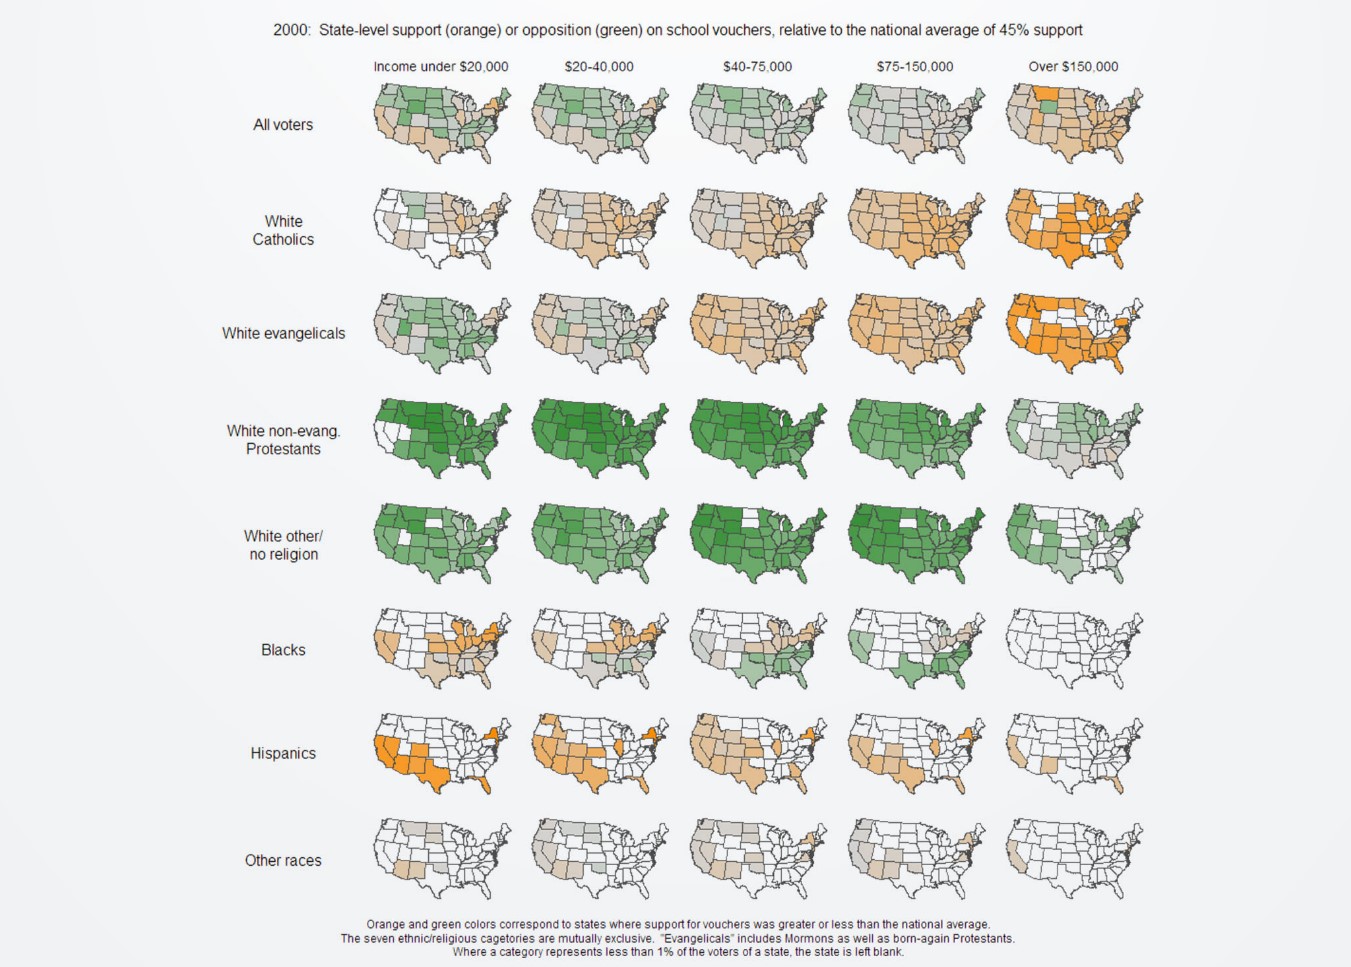 2000: State-level support (orange) or opposition (green) on school vouchers, relative to the national average of 45% support
Income under $20,000
$20-40,000
$40-75,000
$75-150,000
Over $150,000
All voters
White
Catholics
White evangelicals
White non-evang.
Protestants
White other/
no religion
Blacks
Hispanics
Other races
Orange and green colors correspond to states where support for vouchers was greater or less than the national average.
The seven ethnic/religious cagetories are mutually exclusive. "Evangelicals" includes Mormons as well as born-again Protestants.
Where a category represents less than 1% of the voters of a state, the state is left blank.